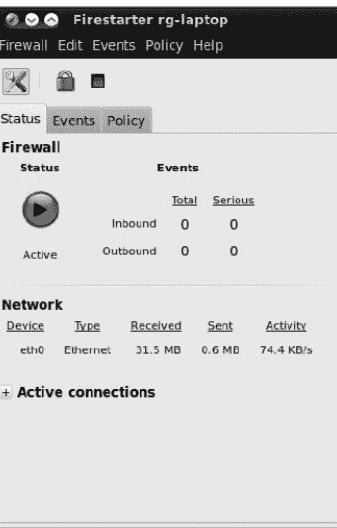 Firestarter rg-laptop
Firewall Edit Events Policy Help
Status Events Policy
Firewall
Status Events
Total Serious
Inbound 0 0
Active
Outbound 0 0
Network
Device Type Received Sent Activity
eth0 Ethernet 31.5 MB 0.6 MB 74.4 KB/s
+ Active connections